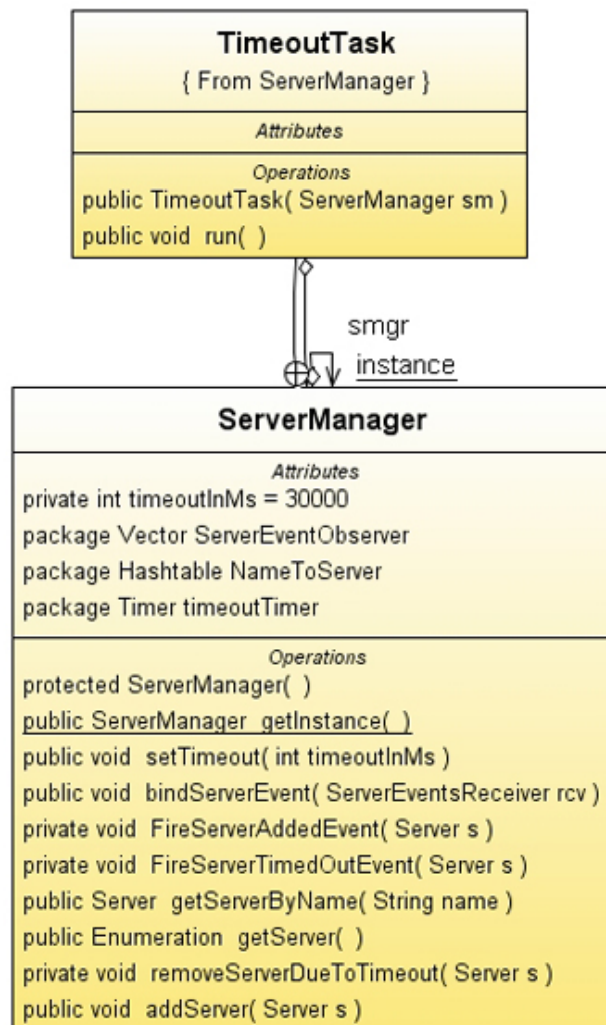 TimeoutTask
{ From ServerManager }
Attributes
Operations
public TimeoutTask( ServerManager sm )
public void run( )
smgr
instance
ServerManager
Attributes
private int timeoutInMs = 30000
package Vector ServerEventObserver
package Hashtable NameToServer
package Timer timeoutTimer
Operations
protected ServerManager( )
public ServerManager getInstance( )
public void setTimeout( int timeoutInMs )
public void bindServerEvent( ServerEventsReceiver rcv )
private void FireServerAddedEvent( Server s )
private void FireServerTimedOutEvent( Server s )
public Server getServerByName( String name )
public Enumeration getServer( )
private void removeServerDueToTimeout( Server s )
public void addServer( Server s )